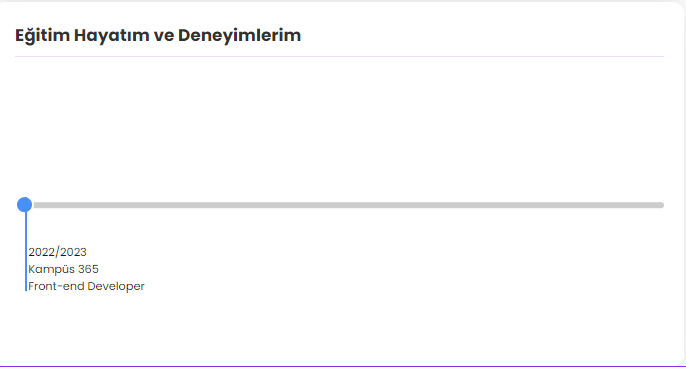 Eğitim Hayatım ve Deneyimlerim
2022/2023
Kampüs 365
Front-end Developer